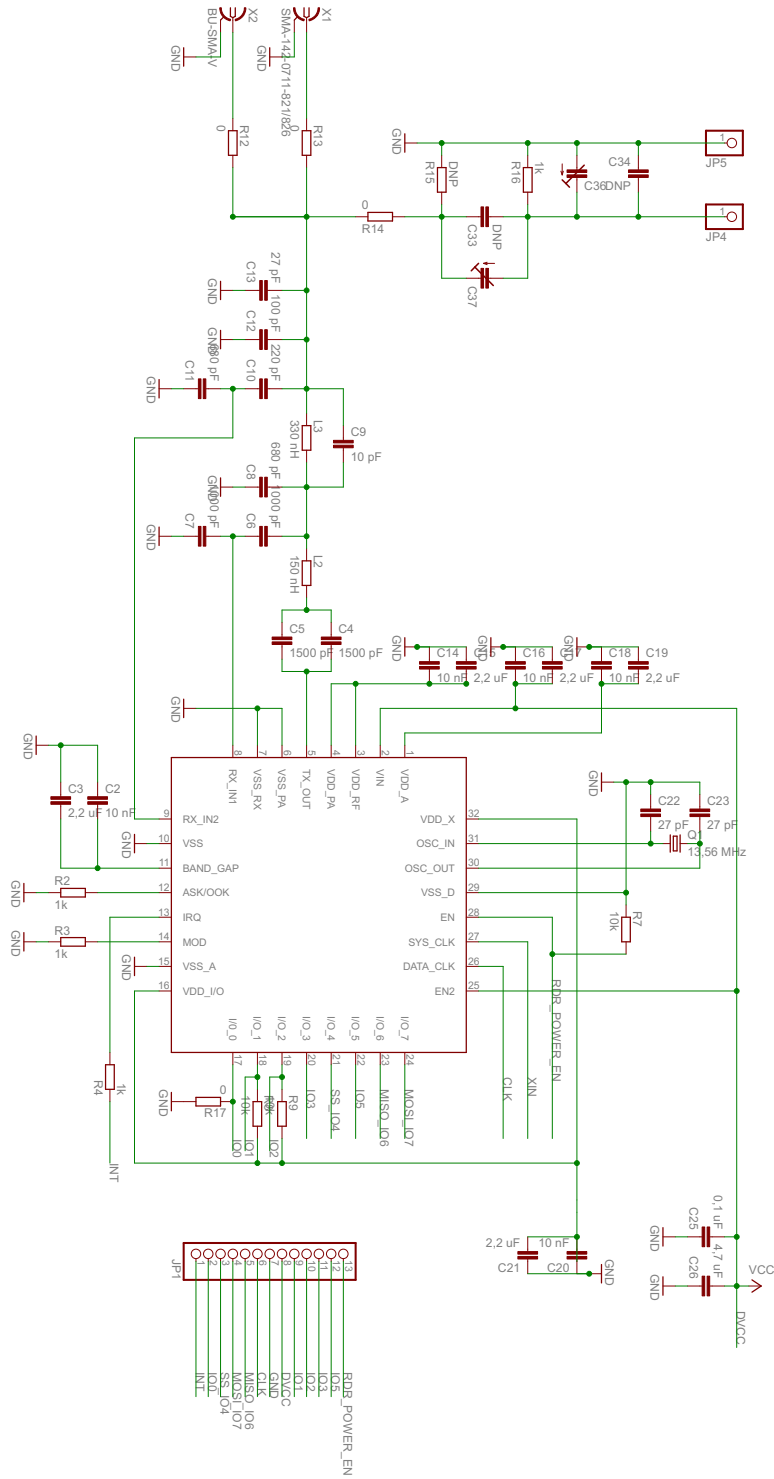 X2
BU-SMA-V
GND
X1
SMA-142-0711-821/826
GND
R12
0
R13
0
GND
DNP
R15
1k
R16
C36
C34
DNP
1
JP5
1
JP4
0
R14
C33
DNP
C37
27 pF
C13
GND
100 pF
C12
GND
680 pF
C11
GND
220 pF
C10
L3
330 nH
C9
10 pF
680 pF
C8
GND
1000 pF
C7
GND
1000 pF
C6
L2
150 nH
C5
1500 pF
C4
1500 pF
GND
C14
10 nF
C15
2,2 uF
GND
C16
10 nF
C17
2,2 uF
GND
C18
10 nF
C19
2,2 uF
GND
GND
C3
2,2 uF
C2
10 nF
8
7
6
5
4
3
2
1
RX_IN1
VSS_RX
VSS_PA
TX_OUT
VDD_PA
VDD_RF
VIN
VDD_A
GND
C22
27 pF
C23
27 pF
Q1
13,56 MHz
9
RX_IN2
10
VSS
GND
11
BAND_GAP
12
ASK/OOK
13
IRQ
14
MOD
15
VSS_A
GND
16
VDD_I/O
VDD_X
32
OSC_IN
31
OSC_OUT
30
VSS_D
29
EN
28
SYS_CLK
27
DATA_CLK
26
EN2
25
GND
R2
1k
GND
R3
1k
R7
10k
RDR_POWER_EN
XIN
CLK
I/0_0
I/O_1
I/O_2
I/O_3
I/O_4
I/O_5
I/O_6
I/O_7
17
18
19
20
21
22
23
24
R4
1k
INT
GND
0
R17
IO0
IO1
10k
IO2
R9
IO3
SS_IO4
IO5
MISO_IO6
MOSI_IO7
2,2 uF
C21
10 nF
C20
GND
0,1 uF
C25
GND
4,7 uF
C26
GND
VCC
DVCC
JP1
1
2
3
4
5
6
7
8
9
10
11
12
13
INT
IO0
SS_IO4
MOSI_IO7
MISO_IO6
CLK
GND
DVCC
IO1
IO2
IO3
IO5
RDR_POWER_EN